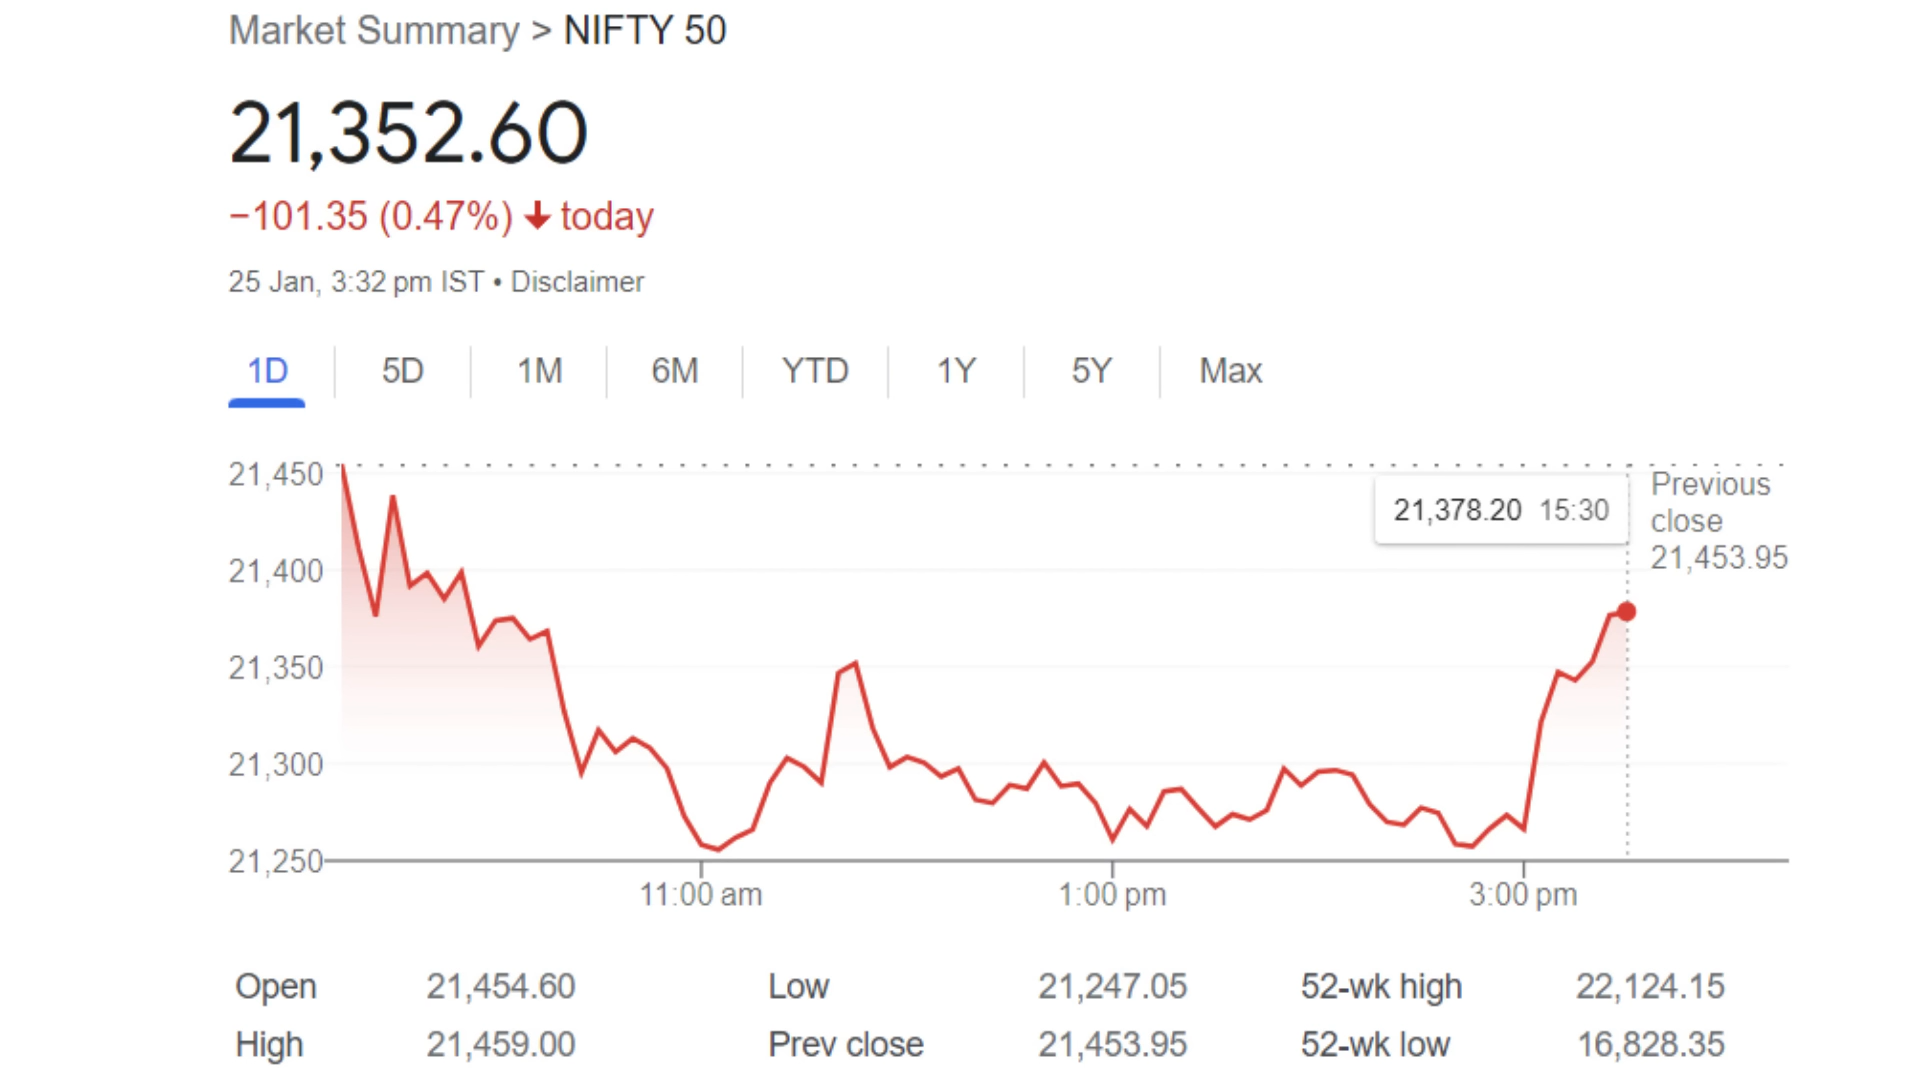 Market Summary > NIFTY 50
21,352.60
−101.35 (0.47%) ↓ today
25 Jan, 3:32 pm IST • Disclaimer
1D 5D 1M 6M YTD 1Y 5Y Max
21,450
21,400
21,350
21,300
21,250
21,378.20 15:30
Previous
close
21,453.95
11:00 am 1:00 pm 3:00 pm
Open 21,454.60 Low 21,247.05 52-wk high 22,124.15
High 21,459.00 Prev close 21,453.95 52-wk low 16,828.35